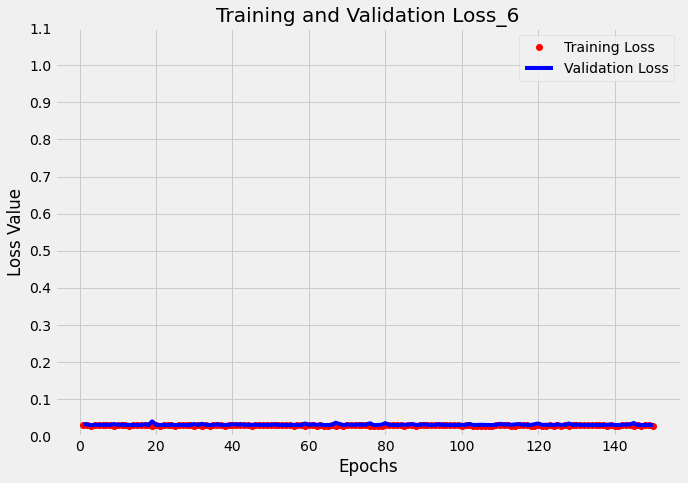 Training and Validation Loss_6
1.1
1.0
0.9
0.8
0.7
0.6
0.5
0.4
0.3
0.2
0.1
0.0
Loss Value
Training Loss
Validation Loss
0 20 40 60 80 100 120 140
Epochs